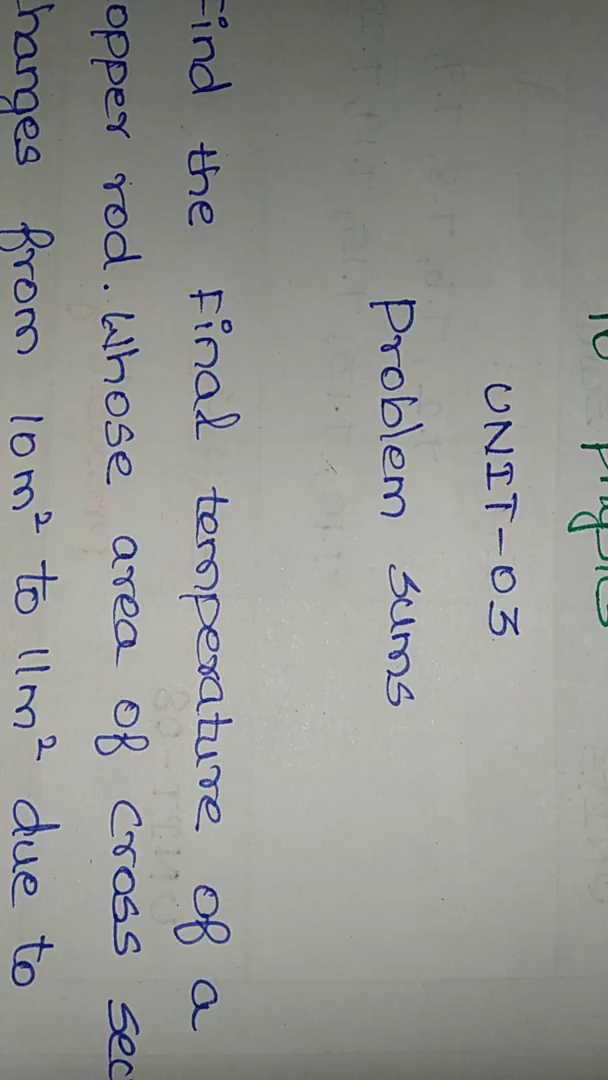 10
UNIT-03
Problem sums
Find the Final temperature of a
opper rod. Whose area of cross sec
hanges from 10m² to 11m² due to